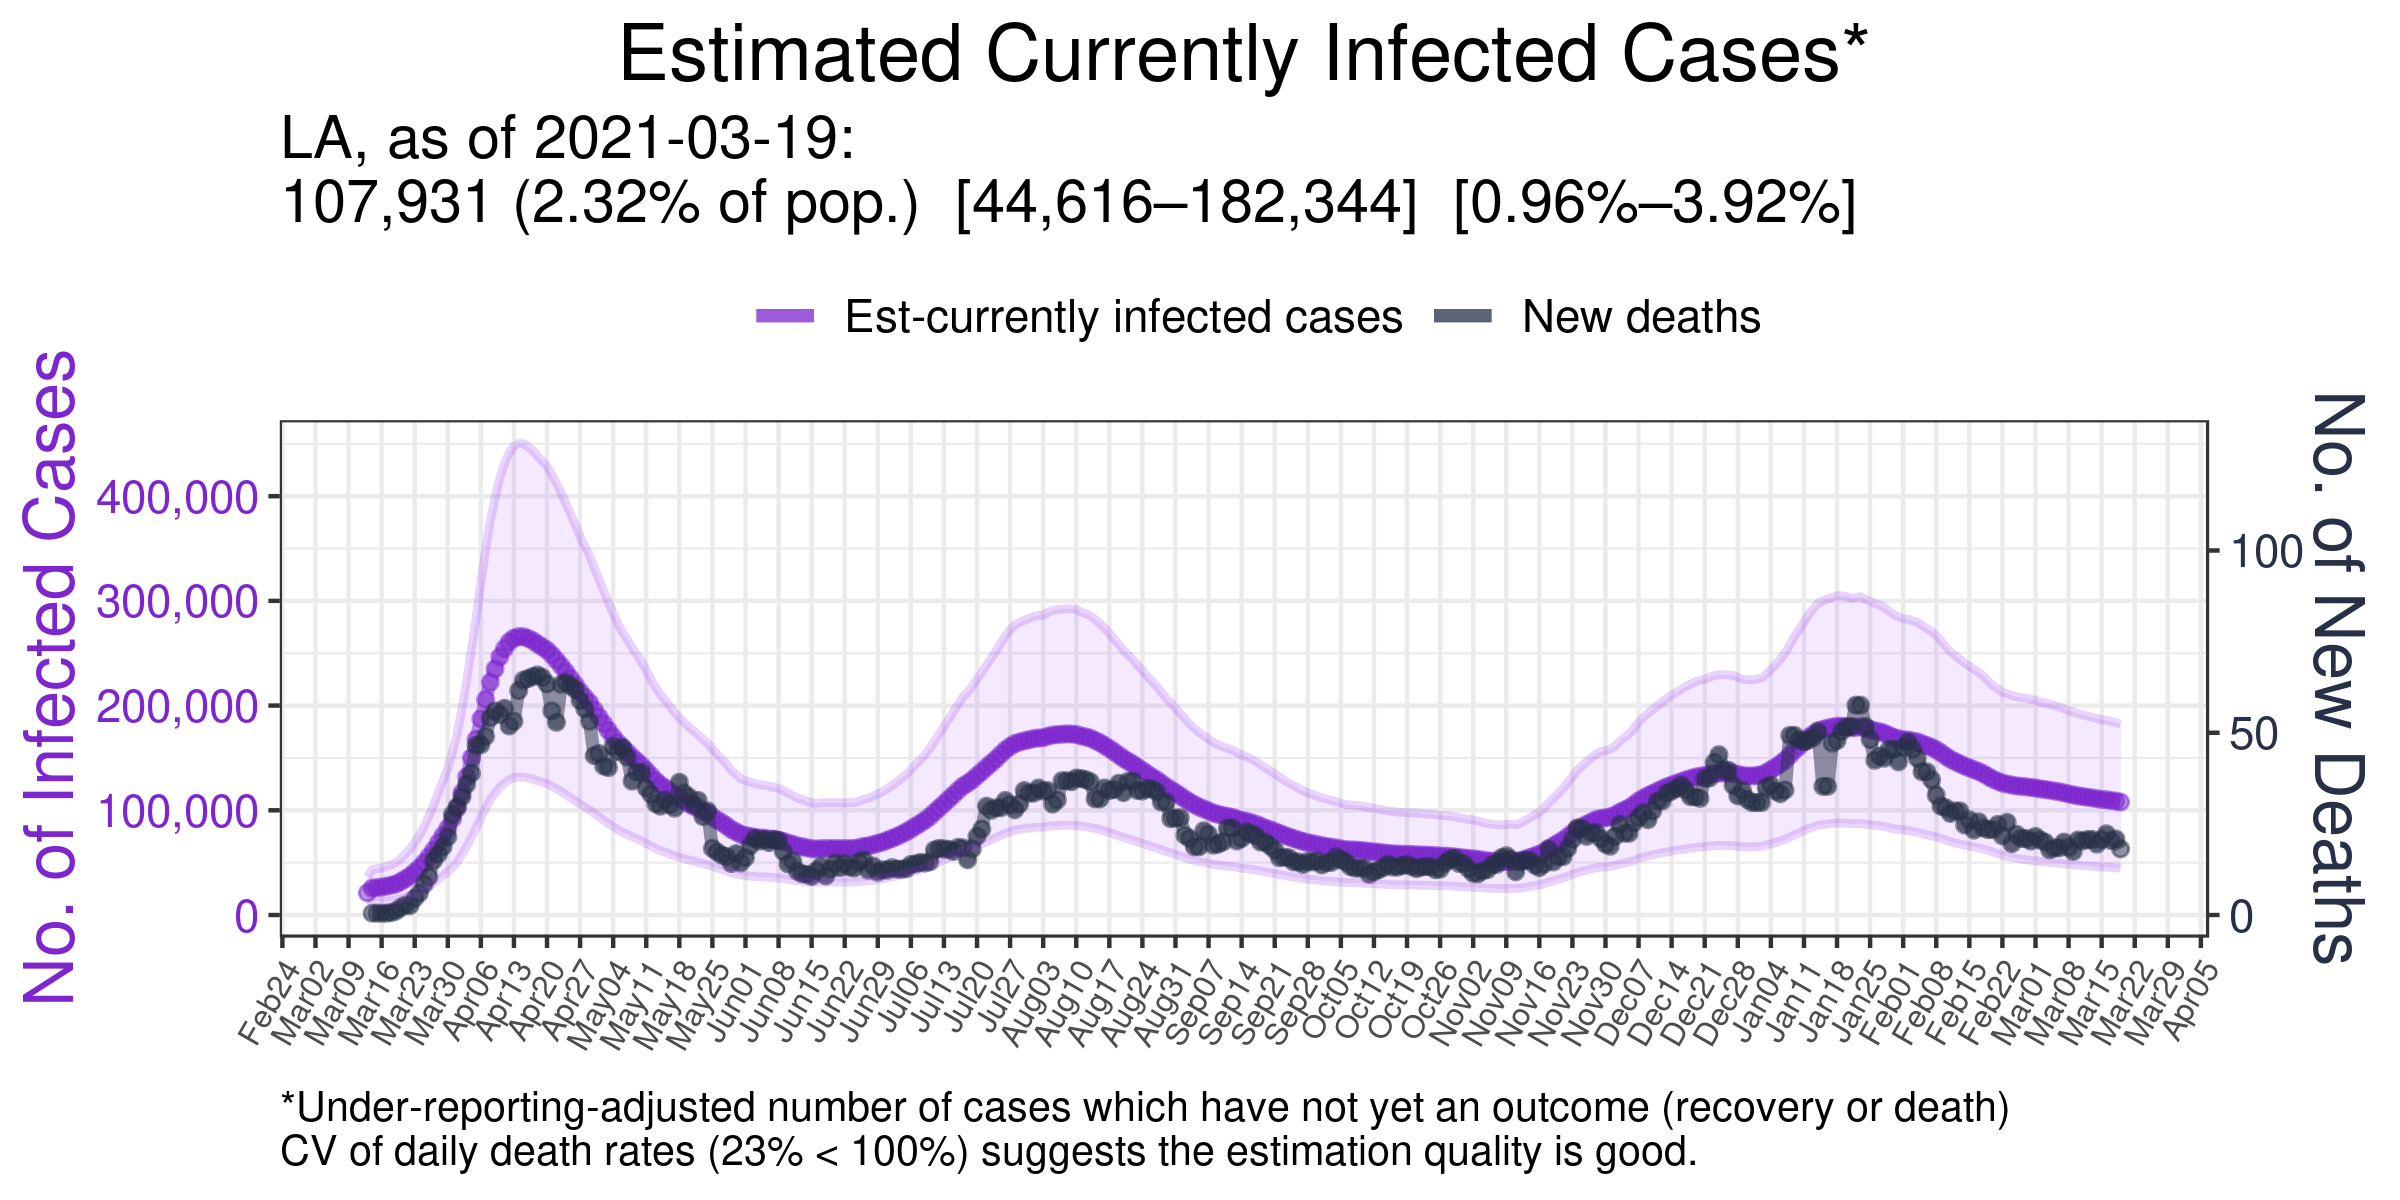 Estimated Currently Infected Cases*
LA, as of 2021-03-19:
107,931 (2.32% of pop.)  [44,616–182,344]  [0.96%–3.92%]
Est-currently infected cases
New deaths
No. of Infected Cases
400,000
300,000
200,000
100,000
0
No. of New Deaths
100
50
0
Feb24
Mar02
Mar09
Mar16
Mar23
Mar30
Apr06
Apr13
Apr20
Apr27
May04
May11
May18
May25
Jun01
Jun08
Jun15
Jun22
Jun29
Jul06
Jul13
Jul20
Jul27
Aug03
Aug10
Aug17
Aug24
Aug31
Sep07
Sep14
Sep21
Sep28
Oct05
Oct12
Oct19
Oct26
Nov02
Nov09
Nov16
Nov23
Nov30
Dec07
Dec14
Dec21
Dec28
Jan04
Jan11
Jan18
Jan25
Feb01
Feb08
Feb15
Feb22
Mar01
Mar08
Mar15
Mar22
Mar29
Apr05
*Under-reporting-adjusted number of cases which have not yet an outcome (recovery or death)
CV of daily death rates (23% < 100%) suggests the estimation quality is good.